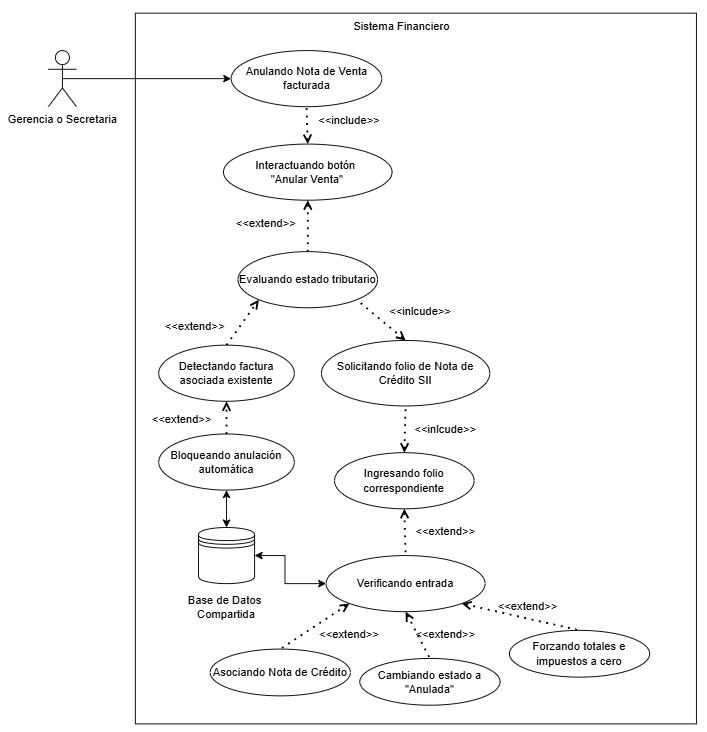 Sistema Financiero
Anulando Nota de Venta
facturada
Gerencia o Secretaria
<<include>>
Interactuando botón
"Anular Venta"
<<extend>>
Evaluando estado tributario
<<extend>>
<<inlcude>>
Detectando factura
asociada existente
Solicitando folio de Nota de
Crédito SII
<<extend>>
<<inlcude>>
Bloqueando anulación
automática
Ingresando folio
correspondiente
<<extend>>
Base de Datos
Compartida
Verificando entrada
<<extend>>
<<extend>>
<<extend>>
Asociando Nota de Crédito
Cambiando estado a
"Anulada"
Forzando totales e
impuestos a cero